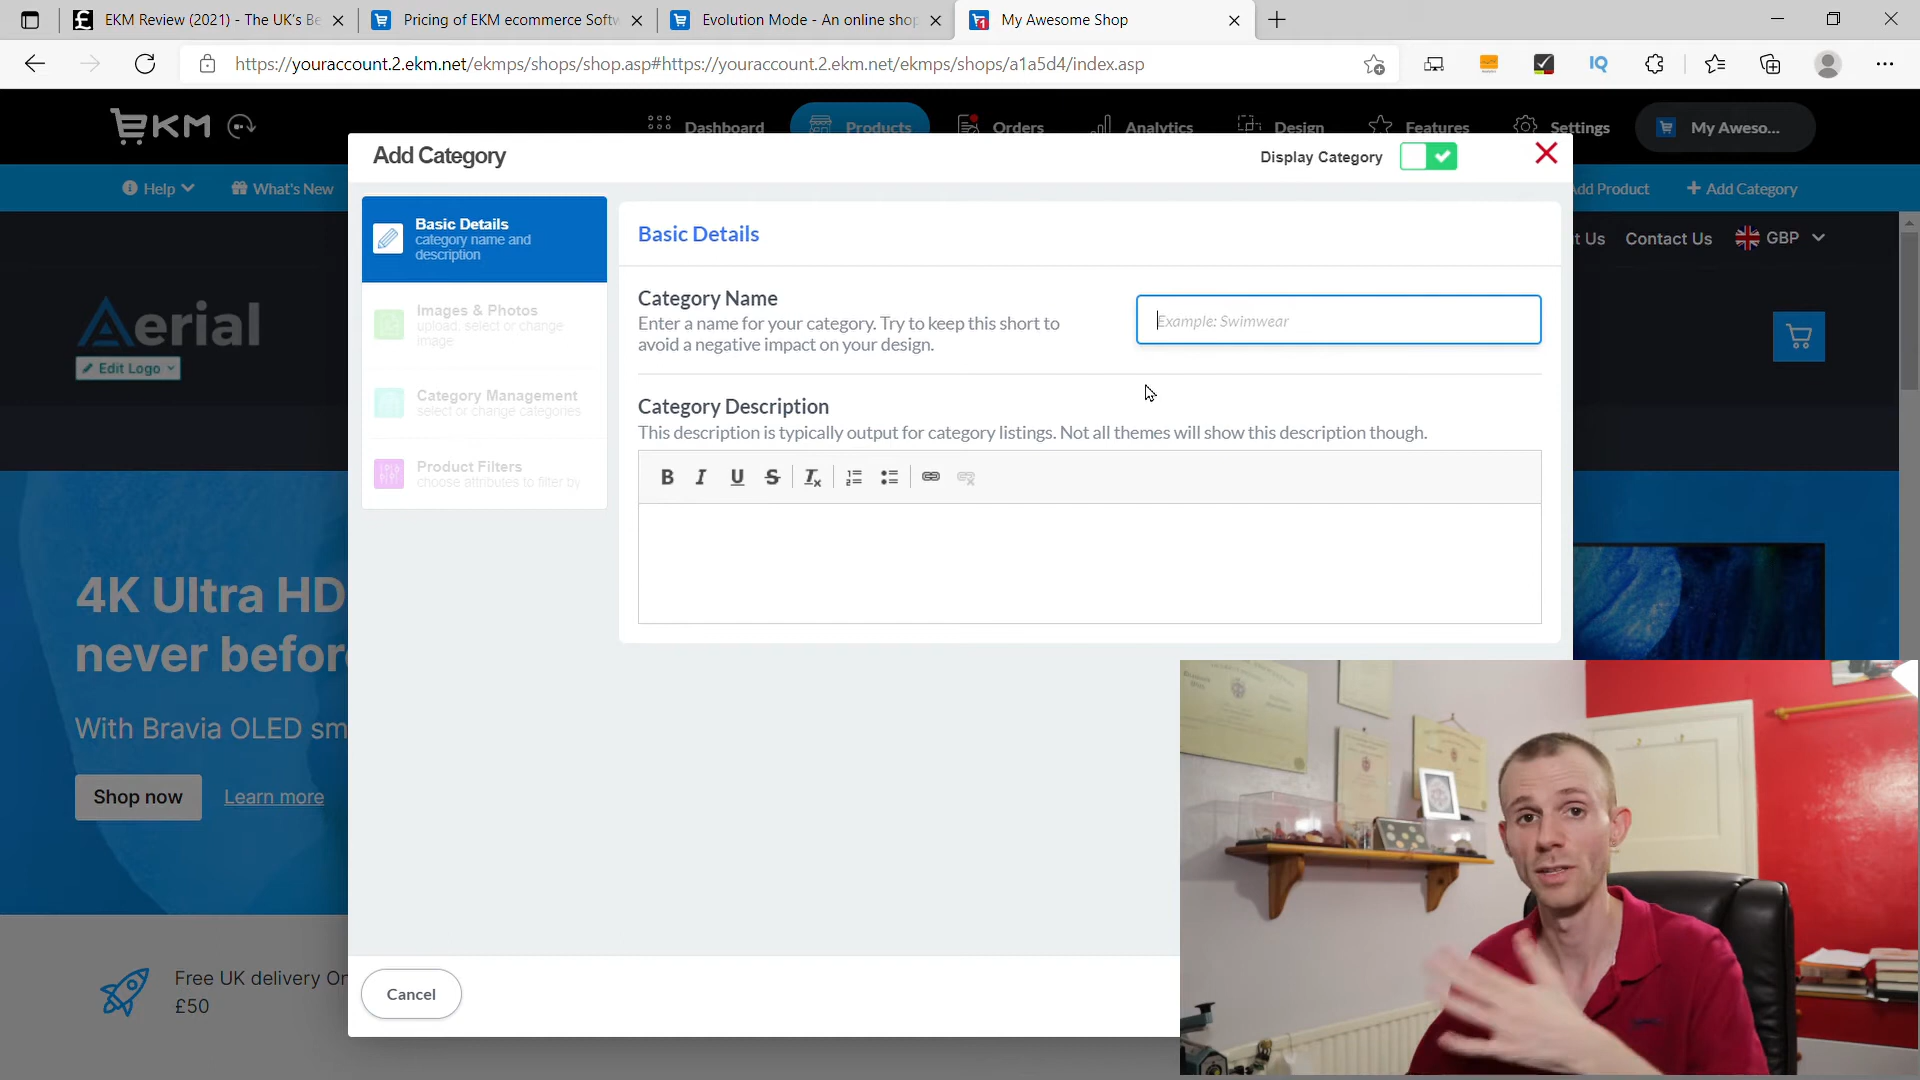 EKM Review (2021) - The UK's Be
Pricing of EKM ecommerce Softw
Evolution Mode - An online shop
My Awesome Shop
https://youraccount.2.ekm.net/ekmps/shops/shop.asp#https://youraccount.2.ekm.net/ekmps/shops/a1a5d4/index.asp
IQ
EKM
Dashboard
Products
Orders
Analytics
Design
Features
Settings
My Aweso...
Add Category
Display Category
Help
What's New
dd Product
+ Add Category
Basic Details
category name and
description
Images & Photos
upload, select or change
image
Category Management
select or change categories
Product Filters
choose attributes to filter by
Basic Details
Category Name
Enter a name for your category. Try to keep this short to
avoid a negative impact on your design.
Example: Swimwear
Category Description
This description is typically output for category listings. Not all themes will show this description though.
B I U S Tx
t Us
Contact Us
GBP
Aerial
Edit Logo
4K Ultra HD
never befor
With Bravia OLED sm
Shop now
Learn more
Free UK delivery Or
£50
Cancel